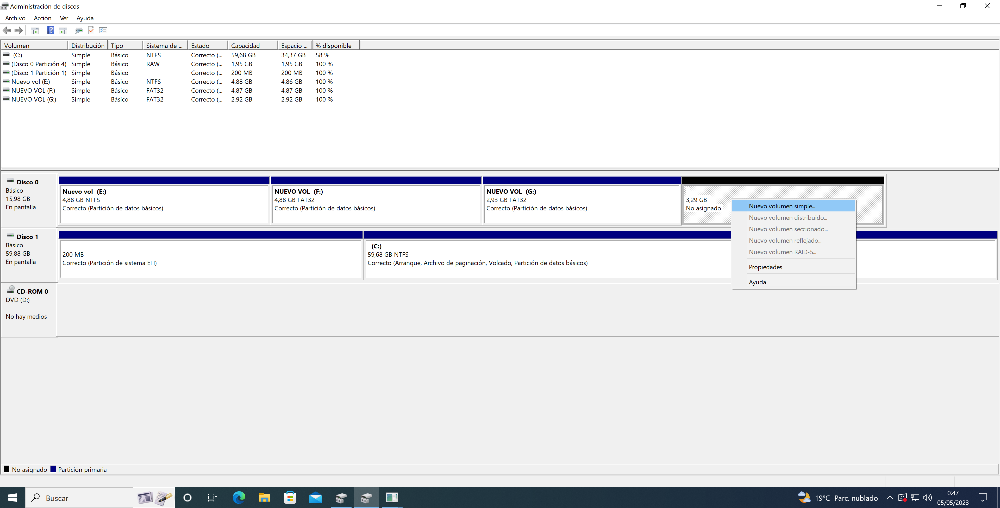 Administración de discos
Archivo Acción Ver Ayuda
Volumen Distribución Tipo Sistema de ... Estado Capacidad Espacio ... % disponible
(C:) Simple Básico NTFS Correcto (... 59,68 GB 34,37 GB 58 %
(Disco 0 Partición 4) Simple Básico RAW Correcto (... 1,95 GB 1,95 GB 100 %
(Disco 1 Partición 1) Simple Básico Correcto (... 200 MB 200 MB 100 %
Nuevo vol (E:) Simple Básico NTFS Correcto (... 4,88 GB 4,86 GB 100 %
NUEVO VOL (F:) Simple Básico FAT32 Correcto (... 4,87 GB 4,87 GB 100 %
NUEVO VOL (G:) Simple Básico FAT32 Correcto (... 2,92 GB 2,92 GB 100 %
Disco 0
Básico
15,98 GB
En pantalla
Nuevo vol (E:)
4,88 GB NTFS
Correcto (Partición de datos básicos)
NUEVO VOL (F:)
4,88 GB FAT32
Correcto (Partición de datos básicos)
NUEVO VOL (G:)
2,93 GB FAT32
Correcto (Partición de datos básicos)
3,29 GB
No asignado
Nuevo volumen simple...
Nuevo volumen distribuido...
Nuevo volumen seccionado...
Nuevo volumen reflejado...
Nuevo volumen RAID-5...
Propiedades
Ayuda
Disco 1
Básico
59,88 GB
En pantalla
200 MB
Correcto (Partición de sistema EFI)
(C:)
59,68 GB NTFS
Correcto (Arranque, Archivo de paginación, Volcado, Partición de datos básicos)
CD-ROM 0
DVD (D:)
No hay medios
No asignado Partición primaria
Buscar
19°C Parc. nublado
0:47
05/05/2023